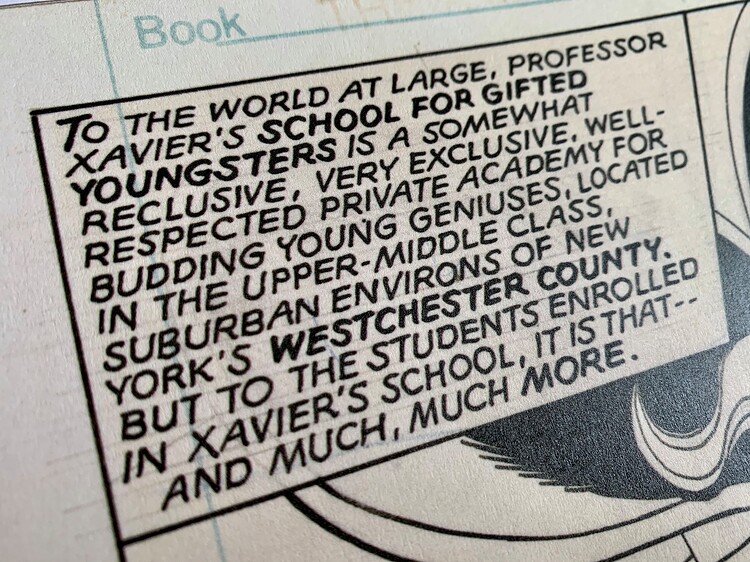 Book
TO THE WORLD AT LARGE, PROFESSOR
XAVIER'S SCHOOL FOR GIFTED
YOUNGSTERS IS A SOMEWHAT
RECLUSIVE, VERY EXCLUSIVE, WELL-
RESPECTED PRIVATE ACADEMY FOR
BUDDING YOUNG GENIUSES, LOCATED
IN THE UPPER-MIDDLE CLASS,
SUBURBAN ENVIRONS OF NEW
YORK'S WESTCHESTER COUNTY.
BUT TO THE STUDENTS ENROLLED
IN XAVIER'S SCHOOL, IT IS THAT--
AND MUCH, MUCH MORE.